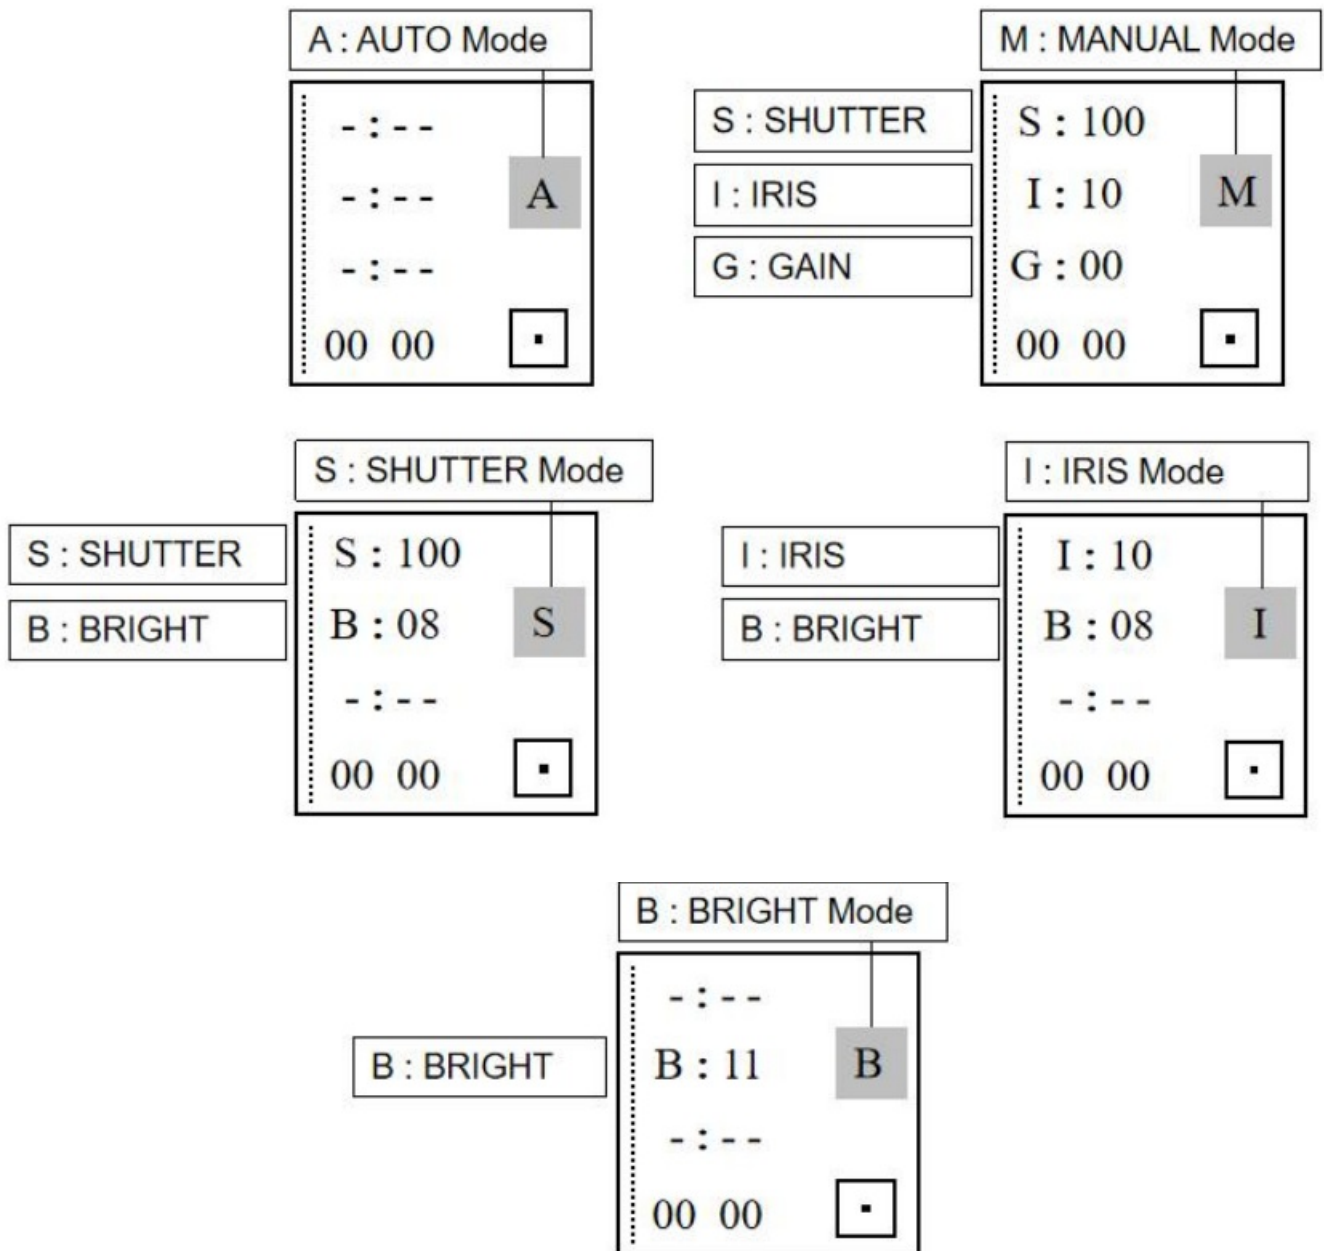 A : AUTO Mode
- : - -
- : - -
A
- : - -
00 00
M : MANUAL Mode
S : SHUTTER
S : 100
I : IRIS
I : 10
M
G : GAIN
G : 00
00 00
S : SHUTTER Mode
S : SHUTTER
S : 100
B : BRIGHT
B : 08
S
- : - -
00 00
I : IRIS Mode
I : IRIS
I : 10
B : BRIGHT
B : 08
I
- : - -
00 00
B : BRIGHT Mode
- : - -
B : BRIGHT
B : 11
B
- : - -
00 00